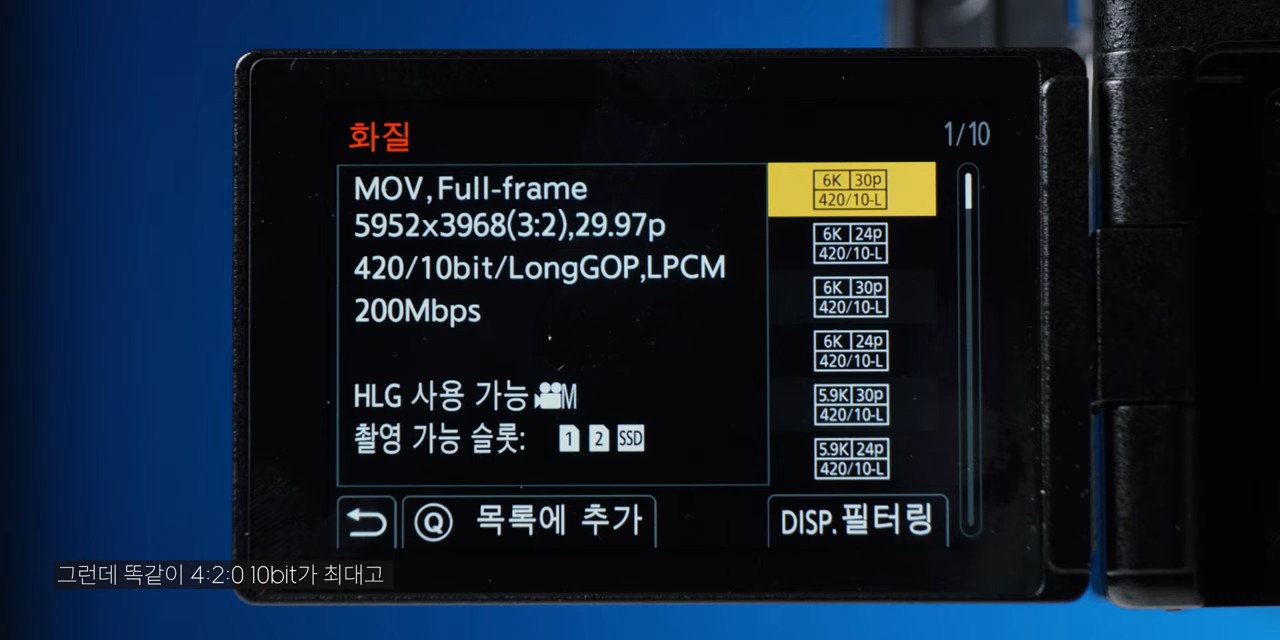 화질
1/10
MOV,Full-frame
5952x3968(3:2),29.97p
420/10bit/LongGOP,LPCM
200Mbps
HLG 사용 가능 M
촬영 가능 슬롯: 1 2 SSD
6K 30p
420/10-L
6K 24p
420/10-L
6K 30p
420/10-L
6K 24p
420/10-L
5.9K 30p
420/10-L
5.9K 24p
420/10-L
Q 목록에 추가
DISP.필터링
그런데 똑같이 4:2:0 10bit가 최대고